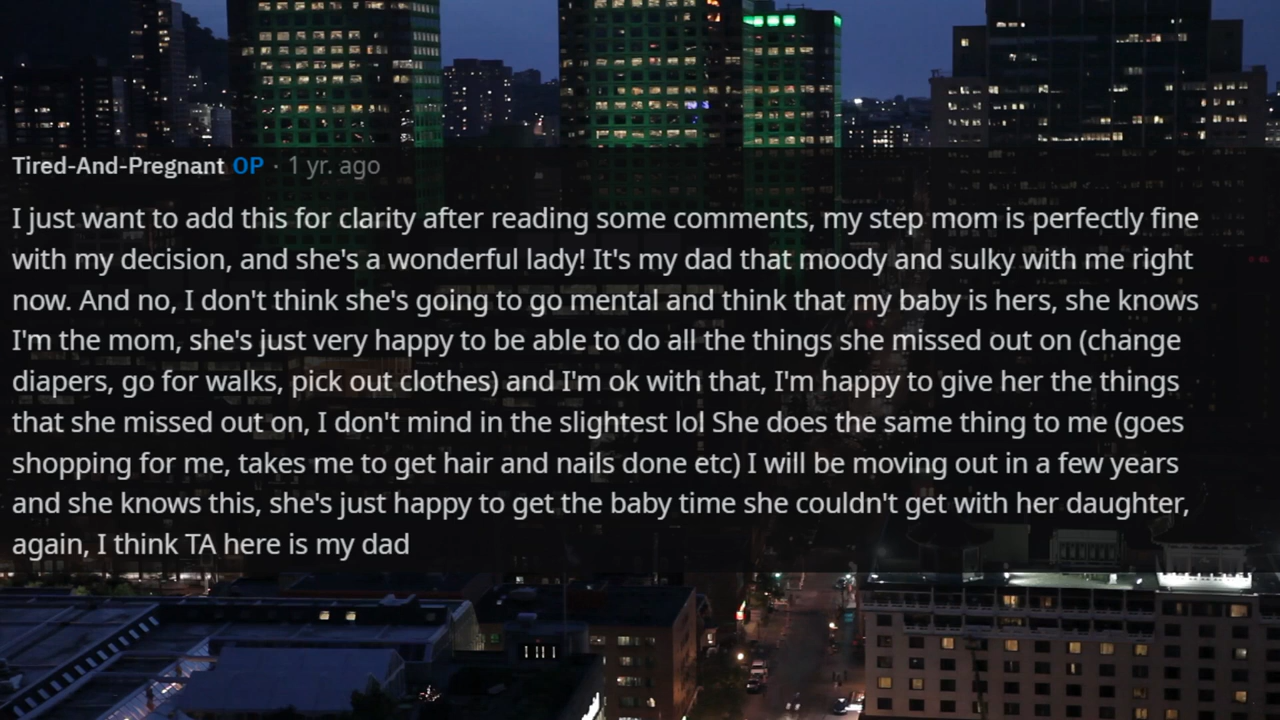 Tired-And-Pregnant OP · 1 yr. ago
I just want to add this for clarity after reading some comments, my step mom is perfectly fine
with my decision, and she's a wonderful lady! It's my dad that moody and sulky with me right
now. And no, I don't think she's going to go mental and think that my baby is hers, she knows
I'm the mom, she's just very happy to be able to do all the things she missed out on (change
diapers, go for walks, pick out clothes) and I'm ok with that, I'm happy to give her the things
that she missed out on, I don't mind in the slightest lol She does the same thing to me (goes
shopping for me, takes me to get hair and nails done etc) I will be moving out in a few years
and she knows this, she's just happy to get the baby time she couldn't get with her daughter,
again, I think TA here is my dad